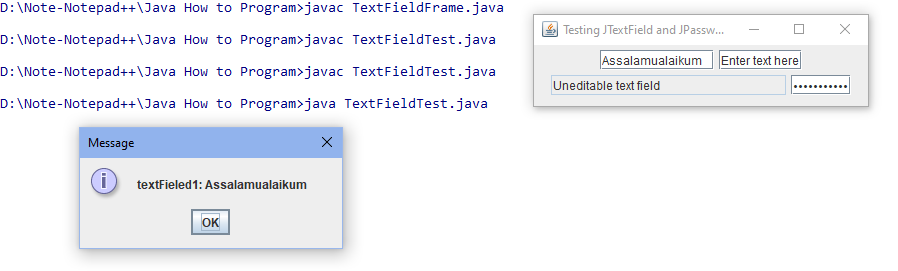 D:\Note-Notepad++\Java How to Program>javac TextFieldFrame.java
D:\Note-Notepad++\Java How to Program>javac TextFieldTest.java
D:\Note-Notepad++\Java How to Program>javac TextFieldTest.java
D:\Note-Notepad++\Java How to Program>java TextFieldTest.java
Testing JTextField and JPassw...
Assalamualaikum Enter text here
Uneditable text field •••••••••••
Message
textFieled1: Assalamualaikum
OK